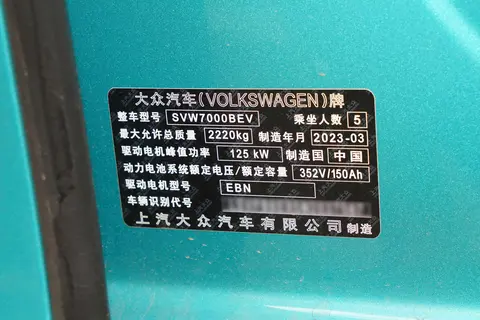 大众汽车(VOLKSWAGEN)牌
整车型号 SVW7000BEV 乘坐人数 5
最大允许总质量 2220kg 制造年月 2023-03
驱动电机峰值功率 125 kW 制造国 中国
动力电池系统额定电压/额定容量 352V/150Ah
驱动电机型号 EBN
车辆识别代号
上汽大众汽车有限公司 制造